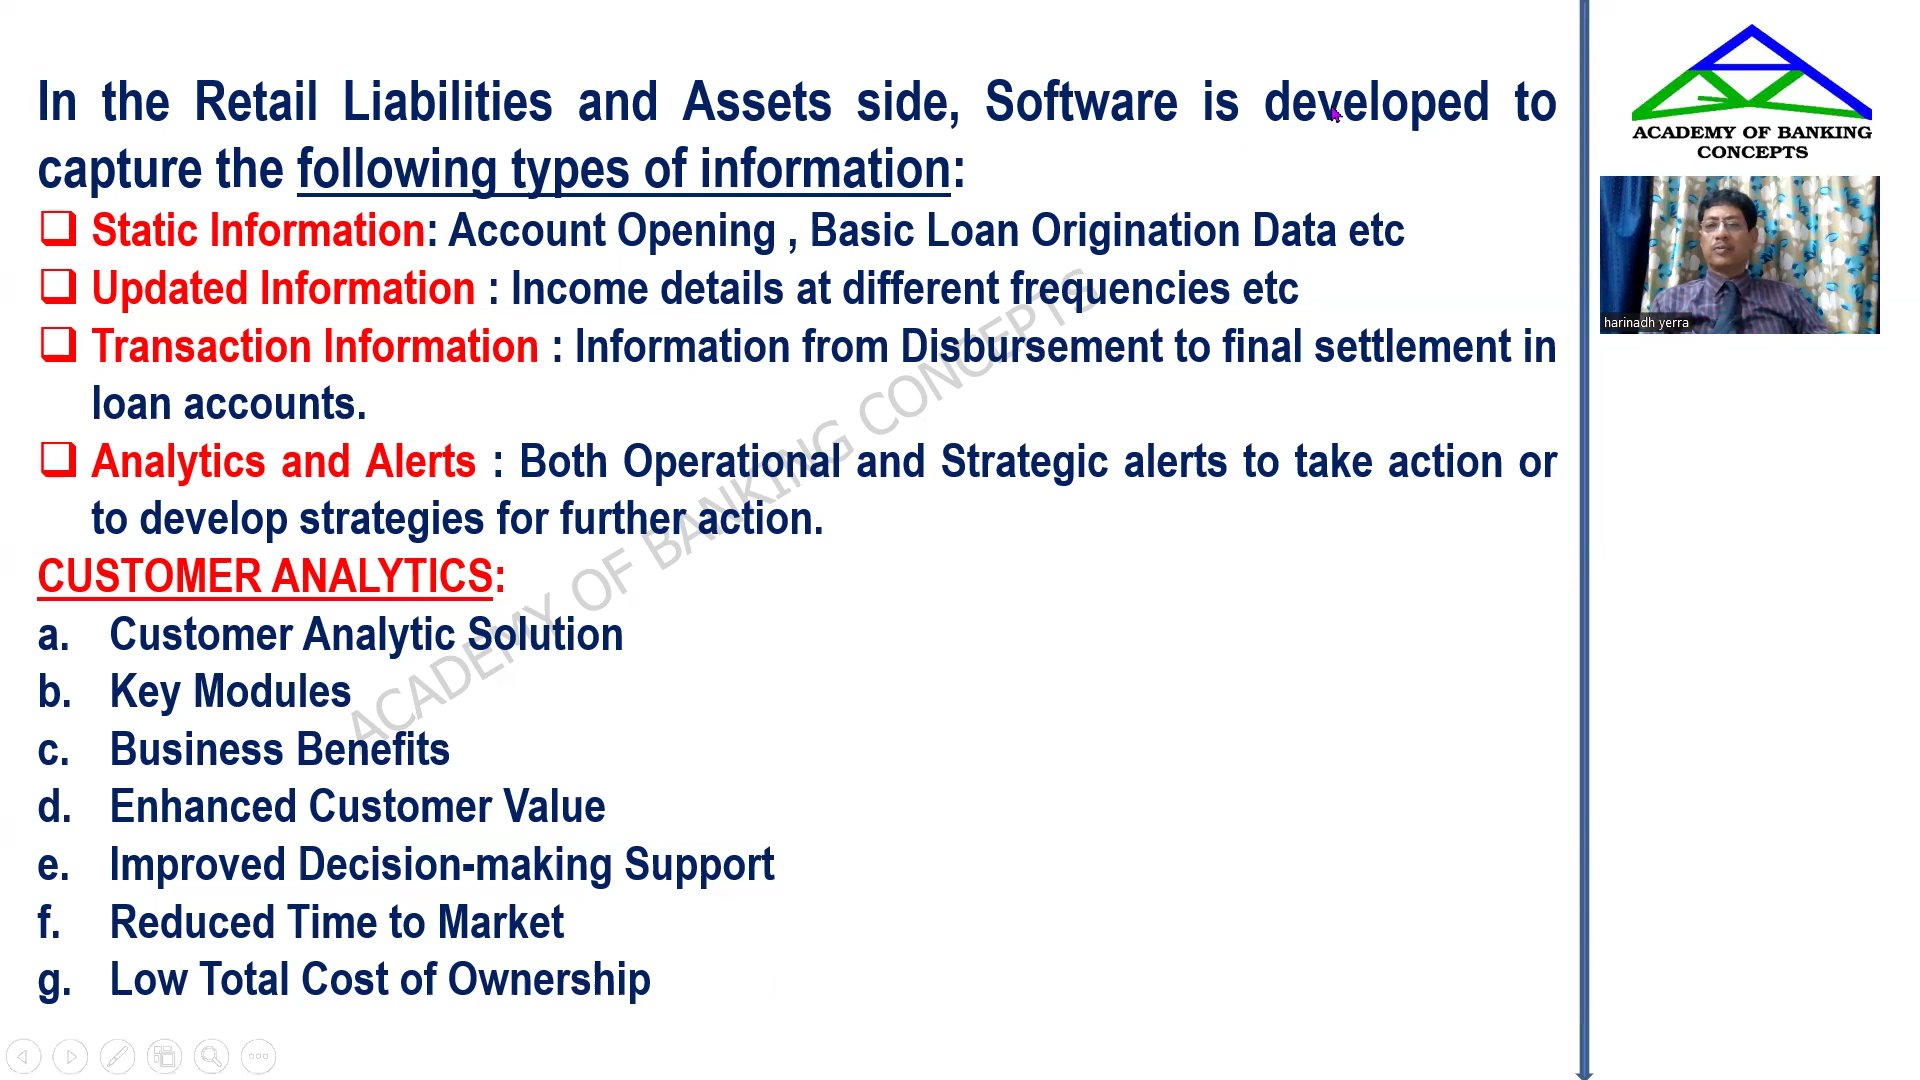 In the Retail Liabilities and Assets side, Software is developed to
capture the following types of information:
Static Information: Account Opening , Basic Loan Origination Data etc
Updated Information : Income details at different frequencies etc
Transaction Information : Information from Disbursement to final settlement in
loan accounts.
Analytics and Alerts : Both Operational and Strategic alerts to take action or
to develop strategies for further action.
CUSTOMER ANALYTICS:
a. Customer Analytic Solution
b. Key Modules
c. Business Benefits
d. Enhanced Customer Value
e. Improved Decision-making Support
f. Reduced Time to Market
g. Low Total Cost of Ownership
ACADEMY OF BANKING CONCEPTS
ACADEMY OF BANKING
CONCEPTS
harinadh yerra